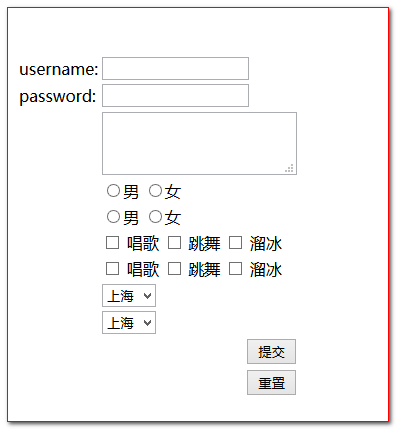 username:
password:
男 女
男 女
唱歌 跳舞 溜冰
唱歌 跳舞 溜冰
上海
上海
提交
重置